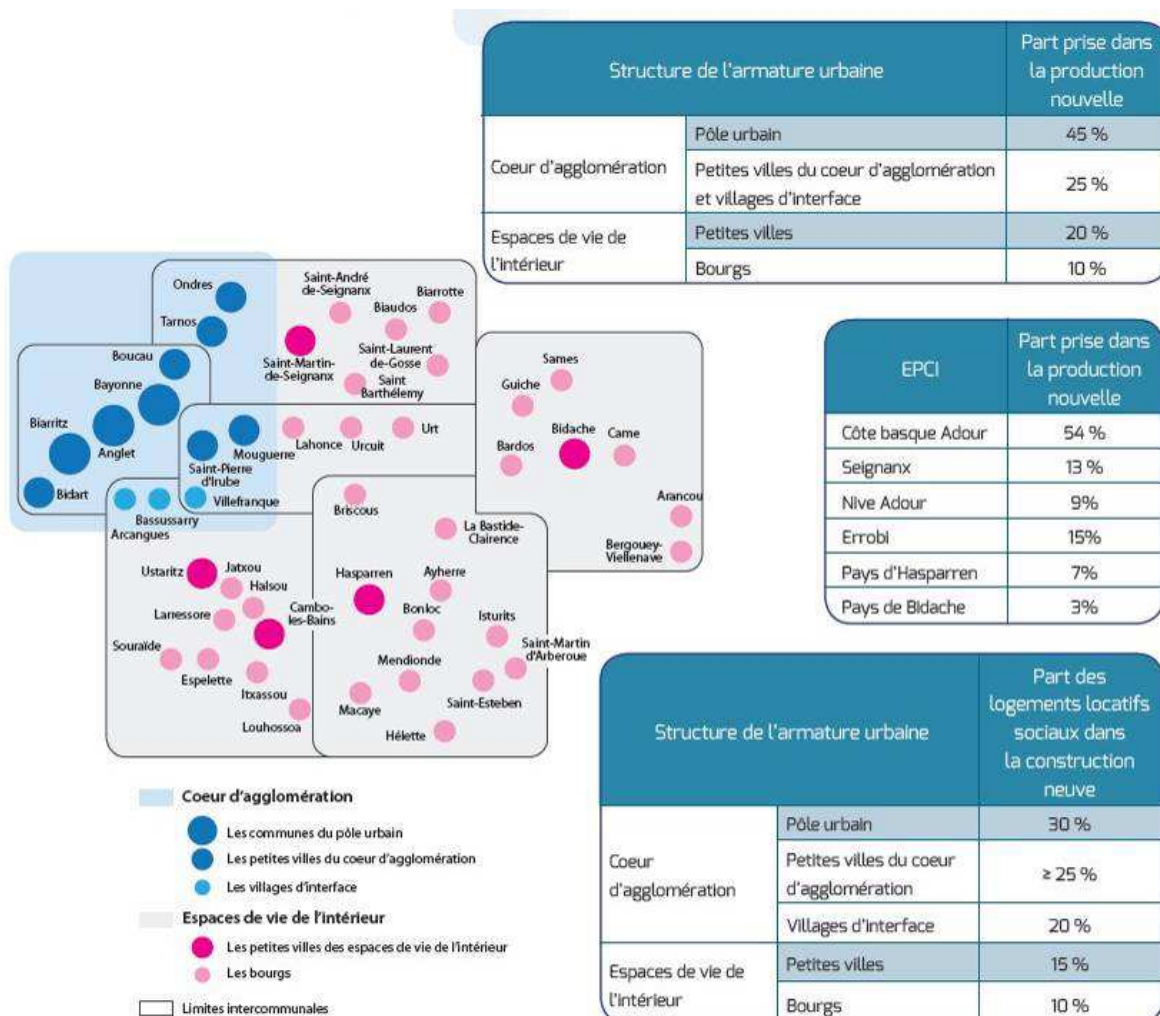 Structure de l'armature urbaine
Part prise dans
la production
nouvelle
Coeur d'agglomération
Pôle urbain
45 %
Petites villes du coeur d'agglomération
et villages d'interface
25 %
Espaces de vie de
l'intérieur
Petites villes
20 %
Bourgs
10 %
Ondres
Tarnos
Boucau
Bayonne
Biarritz
Anglet
Bidart
Saint-André
de-Seignanx
Biaudos
Biarrotte
Saint-Martin-
de-Seignanx
Saint-Laurent
de-Gosse
Saint
Barthélemy
Mouguerre
Saint-Pierre
d'Irube
Villefranque
Lahonce
Urcuit
Urt
Bassussarry
Arcangues
Sames
Guiche
Bidache
Came
Bardos
Arancou
Bergouey-
Viellenave
Briscous
La Bastide-
Clairence
Hasparren
Ayherre
Bonloc
Isturits
Saint-Martin
d'Arberoue
Mendionde
Saint-Esteben
Macaye
Hélette
Ustaritz
Jatxou
Halsou
Larressore
Cambo-
les-Bains
Souraïde
Espelette
Itxassou
Louhossoa
EPCI
Part prise dans
la production
nouvelle
Côte basque Adour
54 %
Seignanx
13 %
Nive Adour
9%
Errobi
15%
Pays d'Hasparren
7%
Pays de Bidache
3%
Structure de l'armature urbaine
Part des
logements locatifs
sociaux dans
la construction
neuve
Coeur
d'agglomération
Pôle urbain
30 %
Petites villes du coeur
d'agglomération
≥ 25 %
Villages d'interface
20 %
Espaces de vie de
l'intérieur
Petites villes
15 %
Bourgs
10 %
Coeur d'agglomération
Les communes du pôle urbain
Les petites villes du coeur d'agglomération
Les villages d'interface
Espaces de vie de l'intérieur
Les petites villes des espaces de vie de l'intérieur
Les bourgs
Limites intercommunales